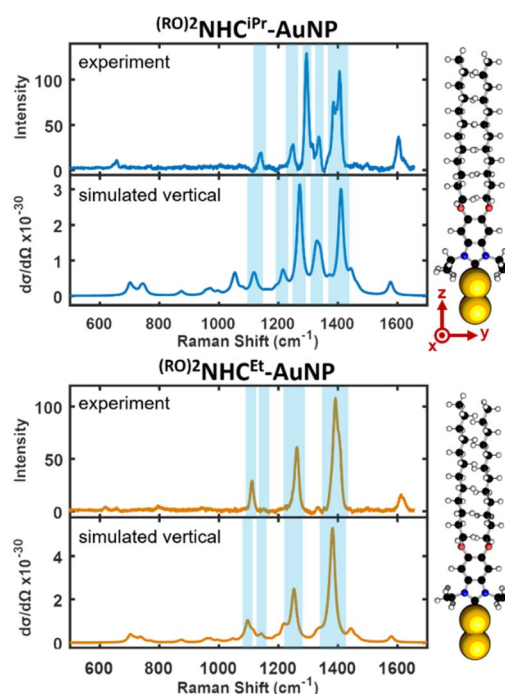 (RO)2NHCiPr-AuNP
experiment
Intensity
100
50
0
simulated vertical
dσ/dΩ x10-30
3
2
1
0
600 800 1000 1200 1400 1600
Raman Shift (cm-1)
z
x
y
(RO)2NHCEt-AuNP
experiment
Intensity
100
50
0
simulated vertical
dσ/dΩ x10-30
4
2
0
600 800 1000 1200 1400 1600
Raman Shift (cm-1)